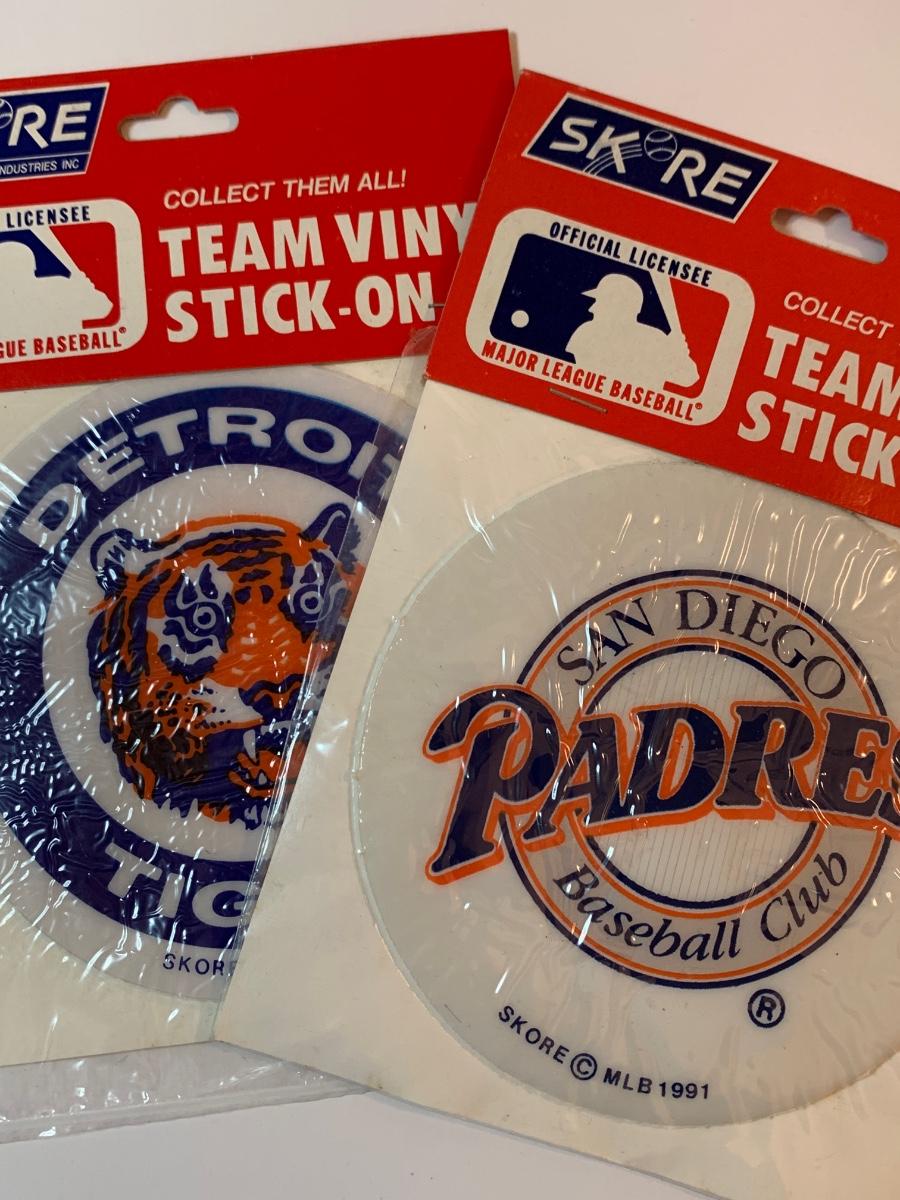 RE
INDUSTRIES INC
LICENSEE
GUE BASEBALL®
COLLECT THEM ALL!
TEAM VINY
STICK-ON
DETROIT
TIG
SKOR
SKORE
OFFICIAL LICENSEE
MAJOR LEAGUE BASEBALL®
COLLECT
TEAM
STICK
SAN DIEGO
PADRES
Baseball Club
®
SKORE © MLB 1991